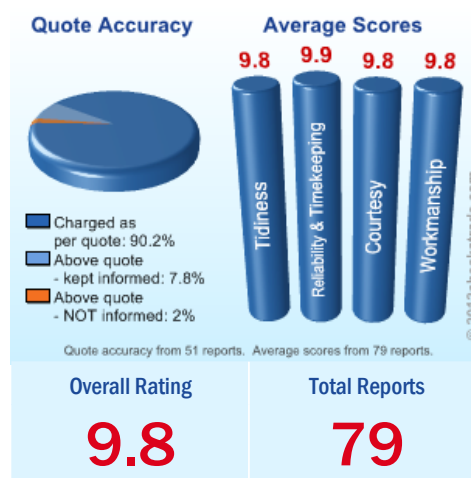 Quote Accuracy
Average Scores
9.8
9.9
9.8
9.8
Tidiness
Reliability & Timekeeping
Courtesy
Workmanship
Charged as
per quote: 90.2%
Above quote
- kept informed: 7.8%
Above quote
- NOT informed: 2%
Quote accuracy from 51 reports. Average scores from 79 reports.
Overall Rating
9.8
Total Reports
79